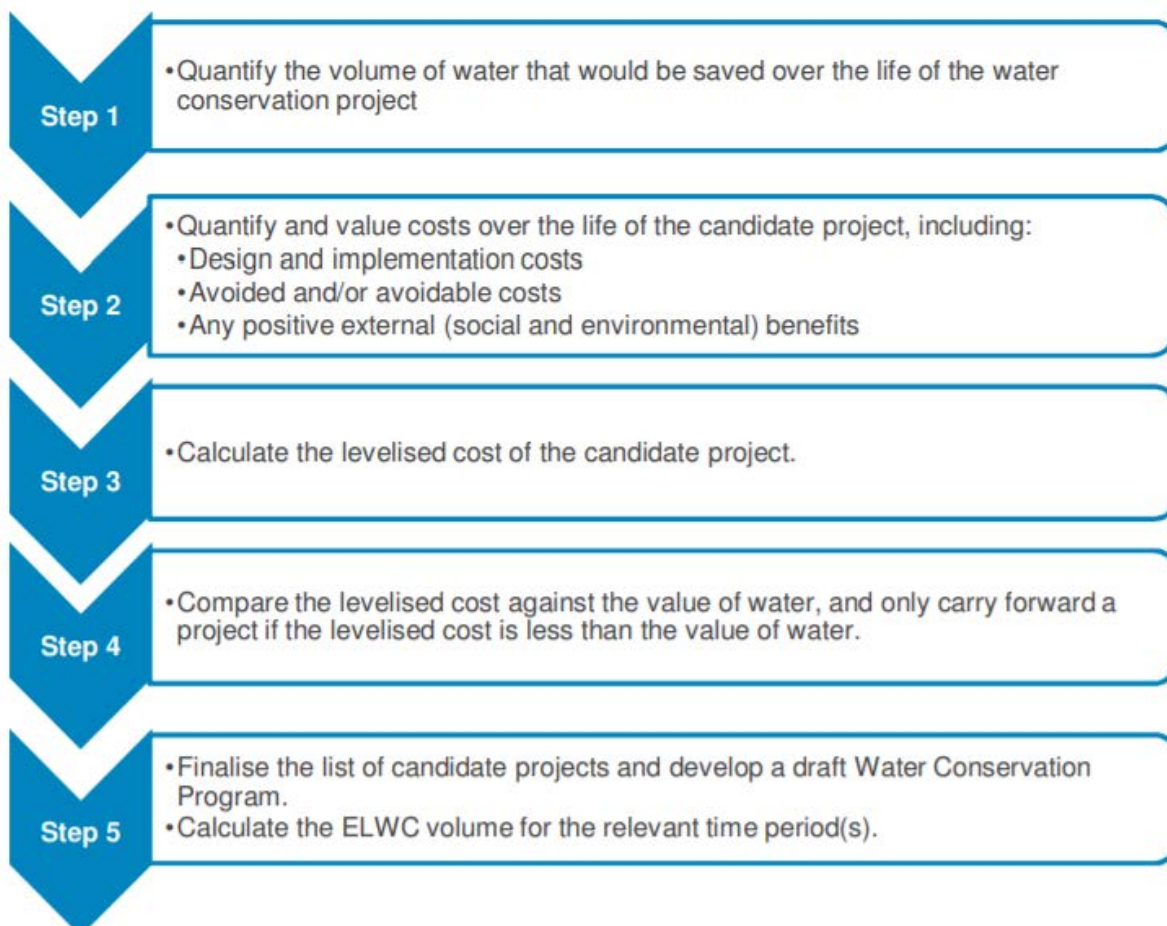 Step 1
•Quantify the volume of water that would be saved over the life of the water
conservation project
Step 2
•Quantify and value costs over the life of the candidate project, including:
•Design and implementation costs
•Avoided and/or avoidable costs
•Any positive external (social and environmental) benefits
Step 3
•Calculate the levelised cost of the candidate project.
Step 4
•Compare the levelised cost against the value of water, and only carry forward a
project if the levelised cost is less than the value of water.
Step 5
•Finalise the list of candidate projects and develop a draft Water Conservation
Program.
•Calculate the ELWC volume for the relevant time period(s).